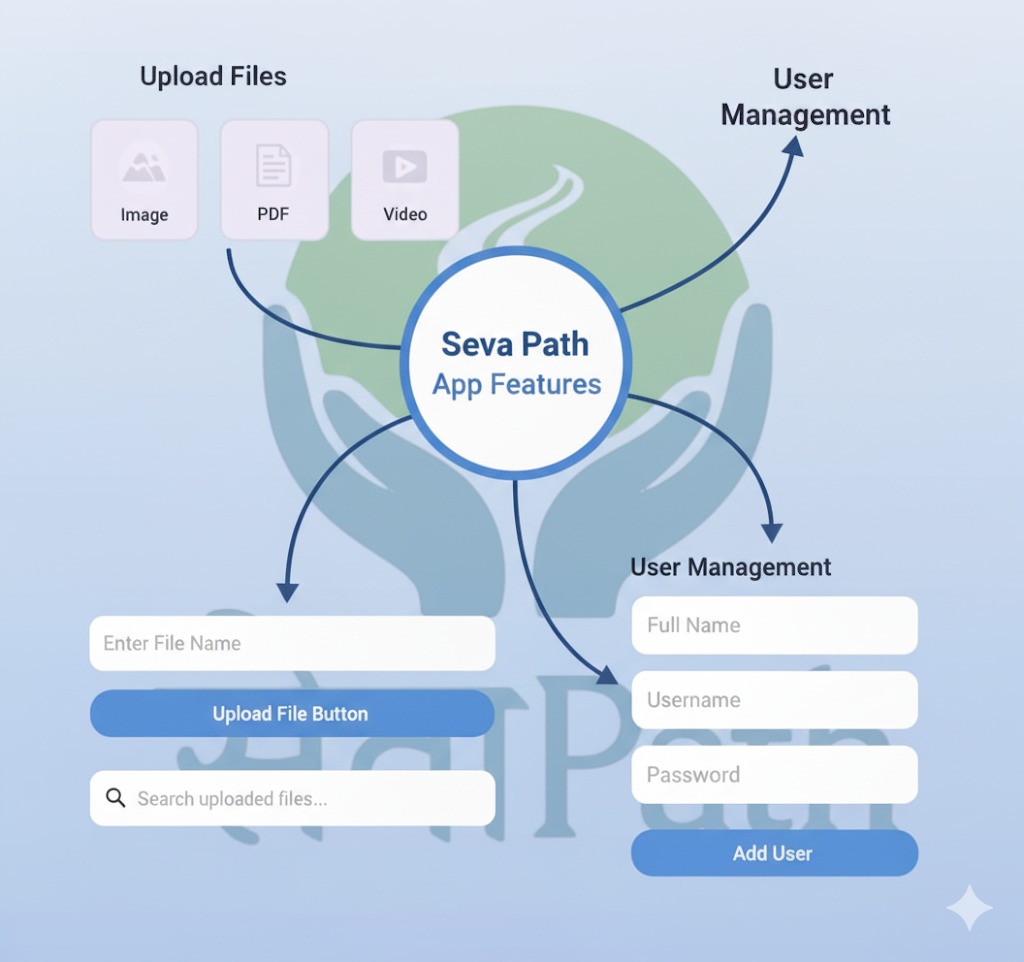 Upload Files
Image
PDF
Video
User
Management
Seva Path
App Features
Enter File Name
Upload File Button
Search uploaded files...
User Management
Full Name
Username
Password
Add User
सेवा Path